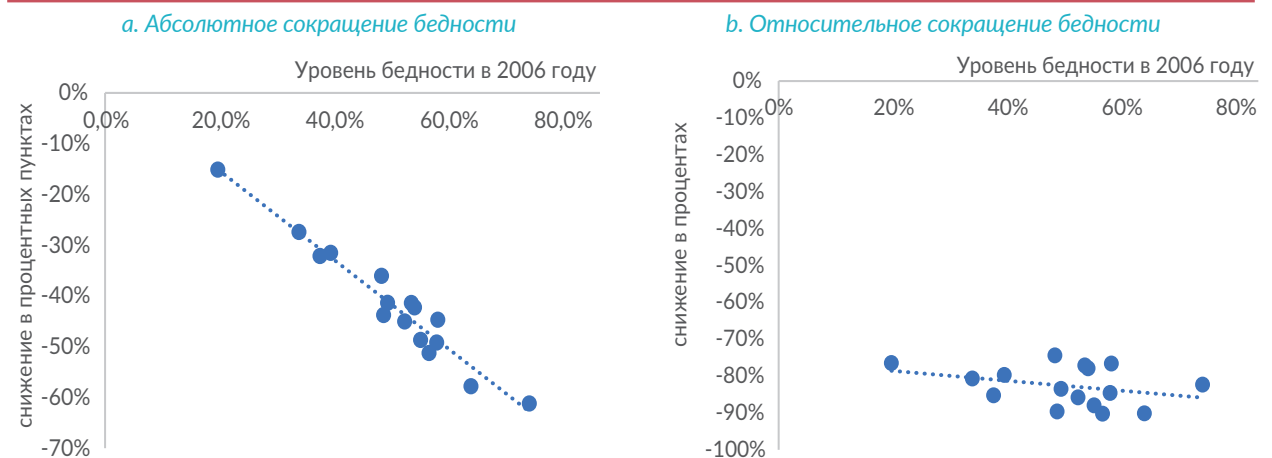 a. Абсолютное сокращение бедности
Уровень бедности в 2006 году
0%
0,0% 20,0% 40,0% 60,0% 80,0%
-10%
-20%
-30%
-40%
-50%
-60%
-70%
снижение в процентных пунктах
b. Относительное сокращение бедности
Уровень бедности в 2006 году
0%
0% 20% 40% 60% 80%
-10%
-20%
-30%
-40%
-50%
-60%
-70%
-80%
-90%
-100%
снижение в процентах